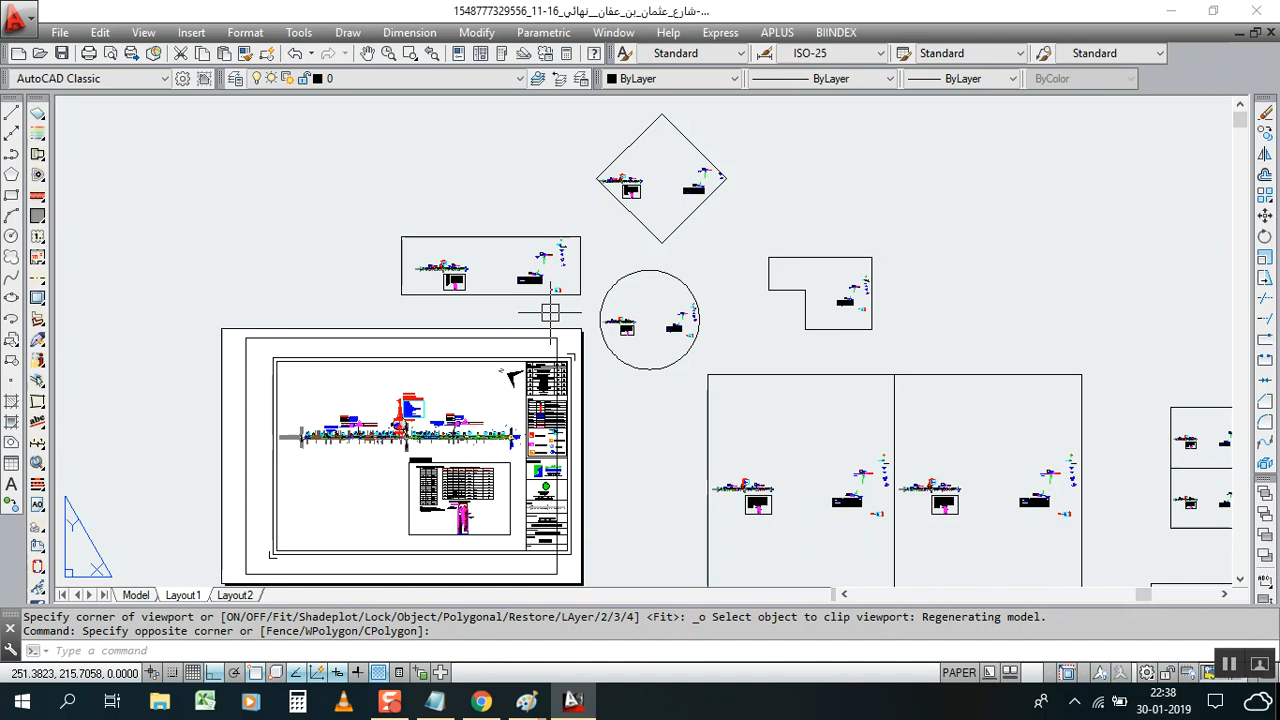 1548777329556_11-16_شارع_عثمان_بن_عفان__نهائي-...
File Edit View Insert Format Tools Draw Dimension Modify Parametric Window Help Express APLUS BIINDEX
Standard ISO-25 Standard Standard
AutoCAD Classic 0 ByLayer ByLayer ByLayer ByColor
Model Layout1 Layout2
Specify corner of viewport or [ON/OFF/Fit/Shadeplot/Lock/Object/Polygonal/Restore/LAyer/2/3/4] <Fit>: _o Select object to clip viewport: Regenerating model.
Command: Specify opposite corner or [Fence/WPolygon/CPolygon]:
Type a command
251.3823, 215.7058, 0.0000 PAPER
22:38
30-01-2019